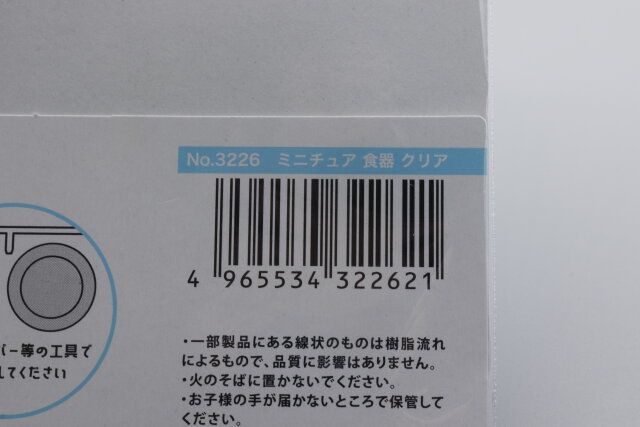 No.3226 ミニチュア 食器 クリア
4 965534 322621
バー等の工具で
してください
・一部製品にある線状のものは樹脂流れ
によるもので、品質に影響はありません。
・火のそばに置かないでください。
・お子様の手が届かないところで保管して
ください。